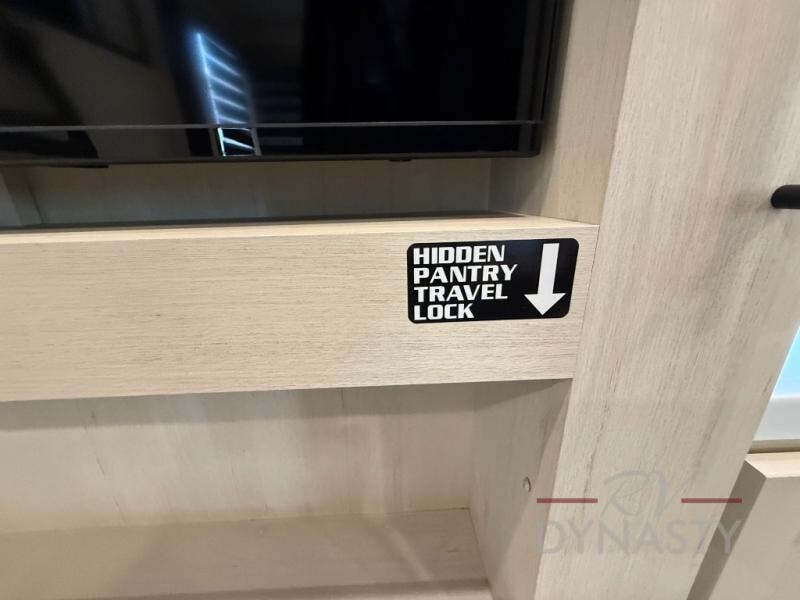 HIDDEN
PANTRY
TRAVEL
LOCK
RV
DYNASTY